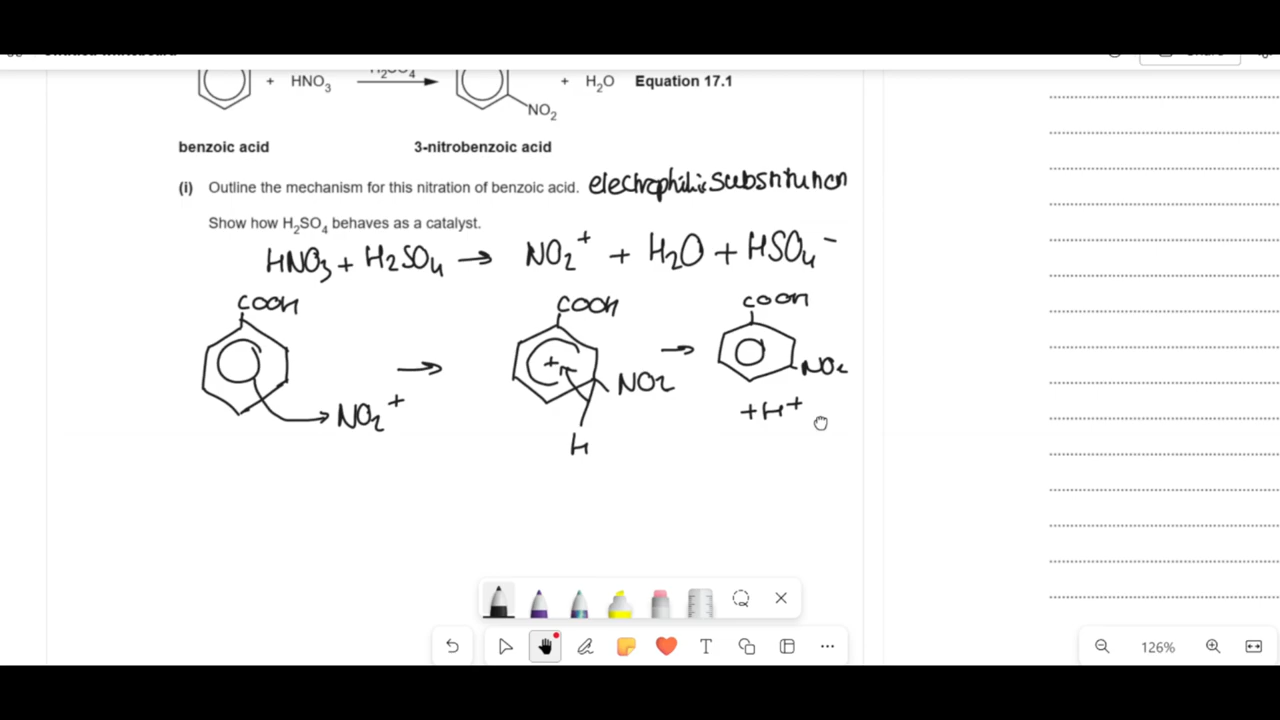 + HNO3 H2SO4 + H2O Equation 17.1
NO2
benzoic acid 3-nitrobenzoic acid
(i) Outline the mechanism for this nitration of benzoic acid. electrophilic substitution
Show how H2SO4 behaves as a catalyst.
HNO3 + H2SO4 → NO2+ + H2O + HSO4-
COOH COOH COOH
+ NO2 → NO2
→ NO2+
+H+
H
126%